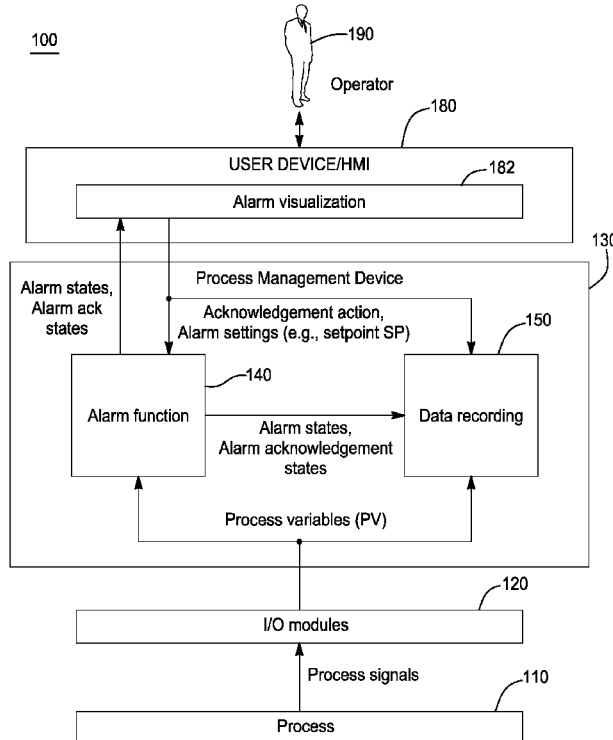 100
190
Operator
180
USER DEVICE/HMI
182
Alarm visualization
130
Process Management Device
Alarm states,
Alarm ack
states
Acknowledgement action,
Alarm settings (e.g., setpoint SP)
150
140
Alarm function
Data recording
Alarm states,
Alarm acknowledgement
states
Process variables (PV)
120
I/O modules
Process signals
110
Process